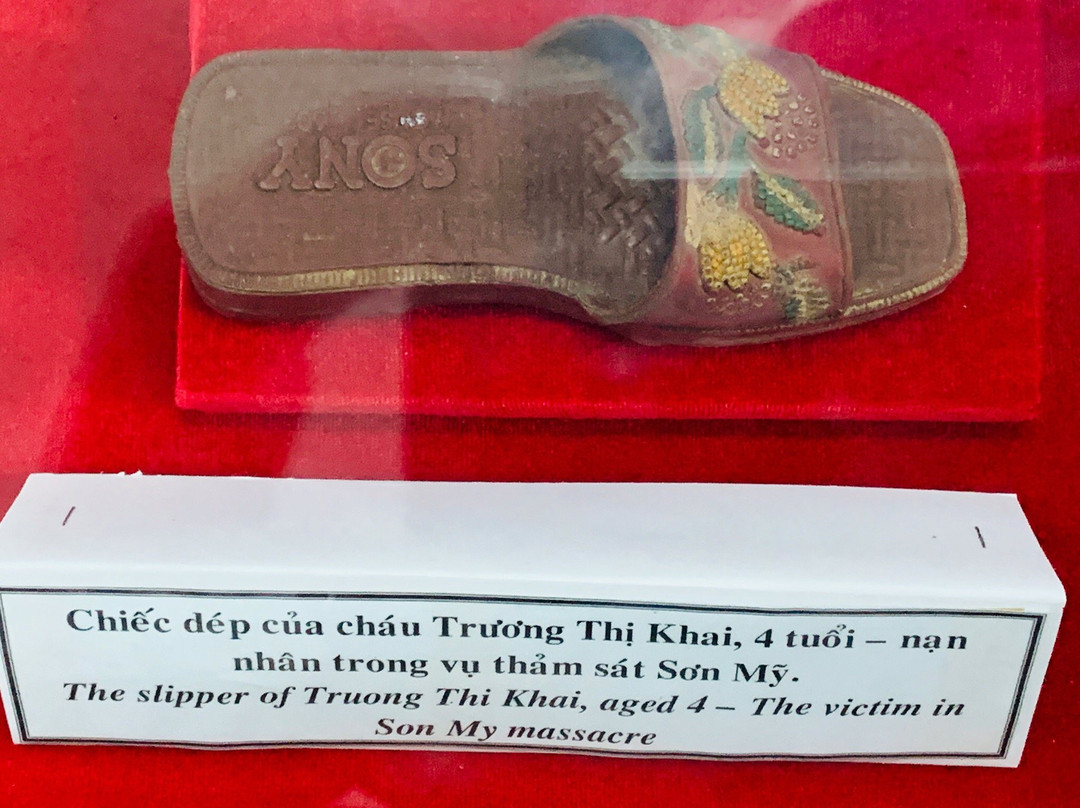 SONY
Chiếc dép của cháu Trương Thị Khai, 4 tuổi – nạn
nhân trong vụ thảm sát Sơn Mỹ.
The slipper of Truong Thi Khai, aged 4 – The victim in
Son My massacre